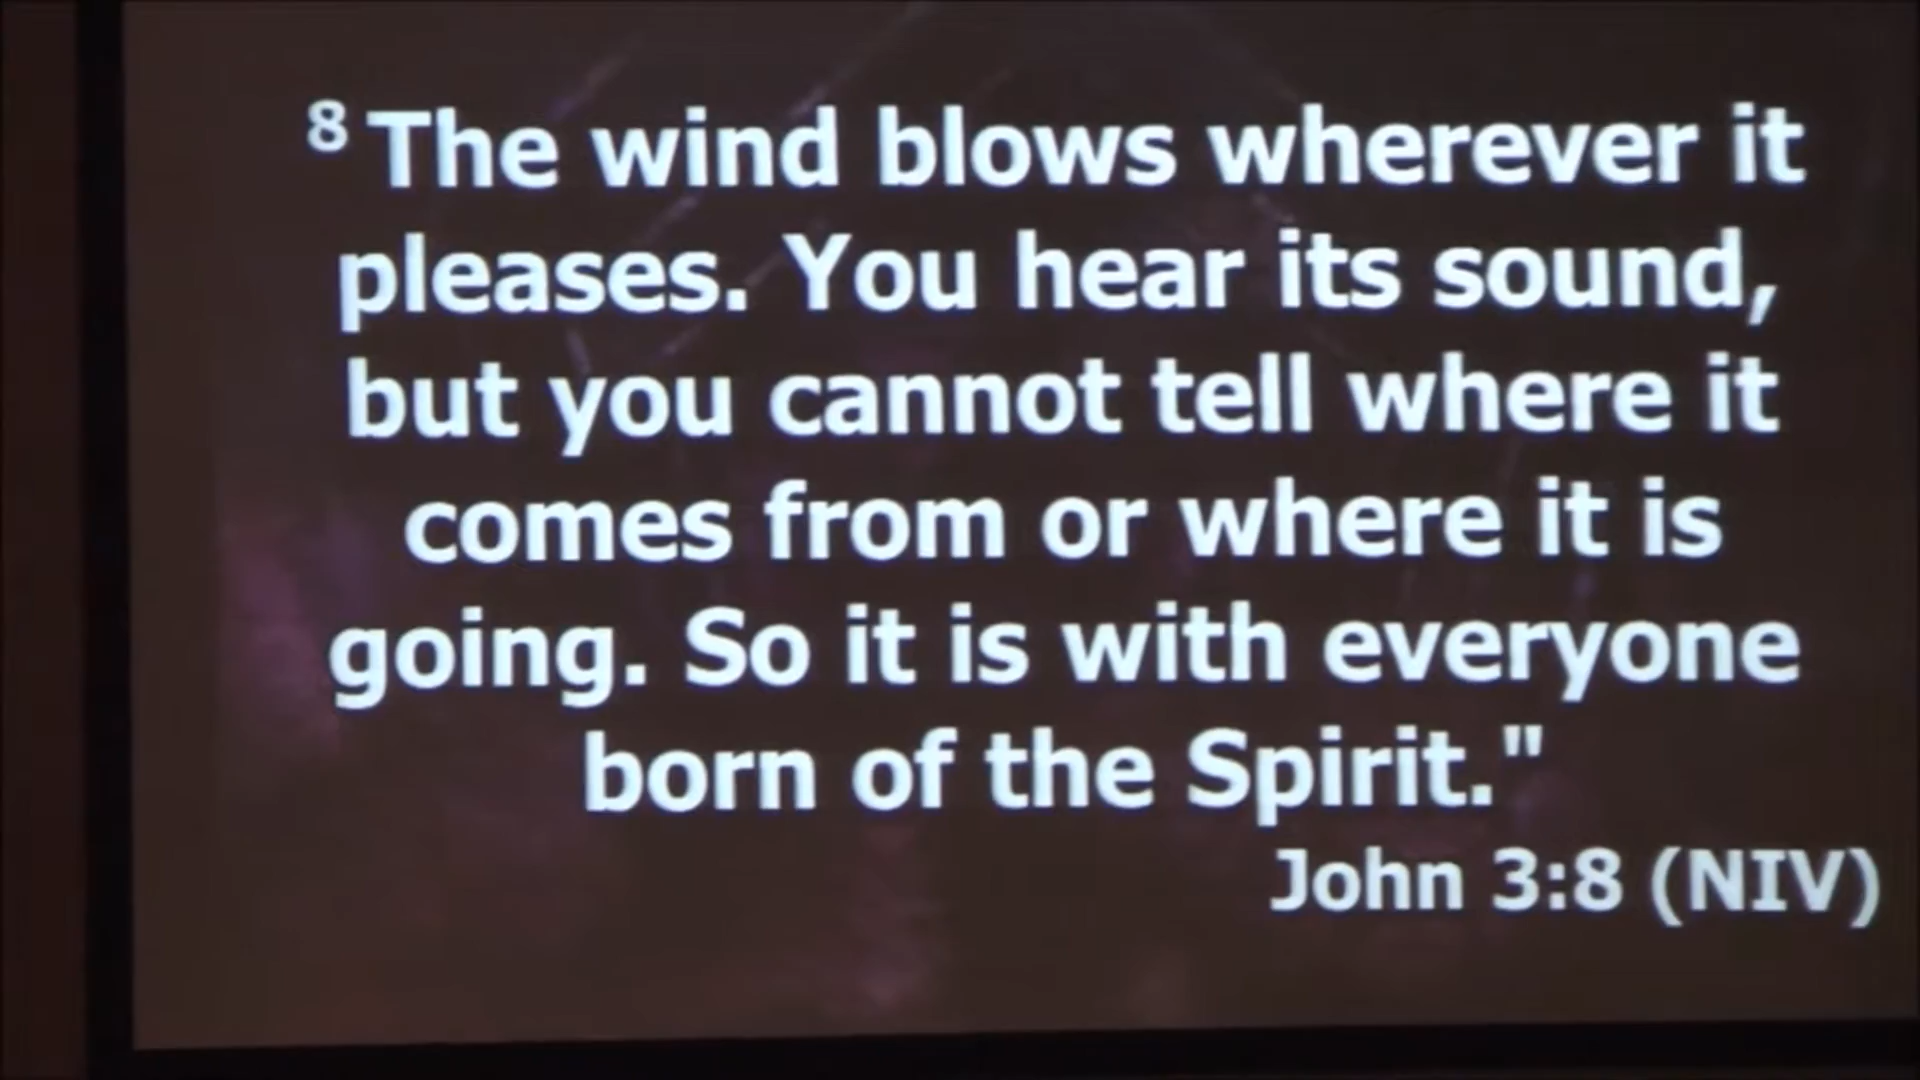 8 The wind blows wherever it
pleases. You hear its sound,
but you cannot tell where it
comes from or where it is
going. So it is with everyone
born of the Spirit."
John 3:8 (NIV)